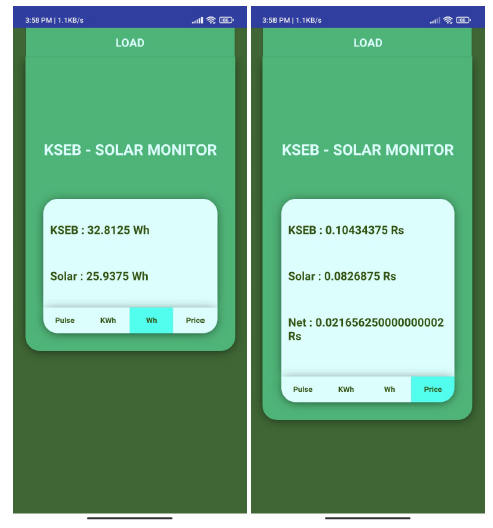 3:58 PM | 1.1KB/s
LOAD
KSEB - SOLAR MONITOR
KSEB : 32.8125 Wh
Solar : 25.9375 Wh
Pulse KWh Wh Price
3:58 PM | 1.1KB/s
LOAD
KSEB - SOLAR MONITOR
KSEB : 0.10434375 Rs
Solar : 0.0826875 Rs
Net : 0.021656250000000002
Rs
Pulse KWh Wh Price